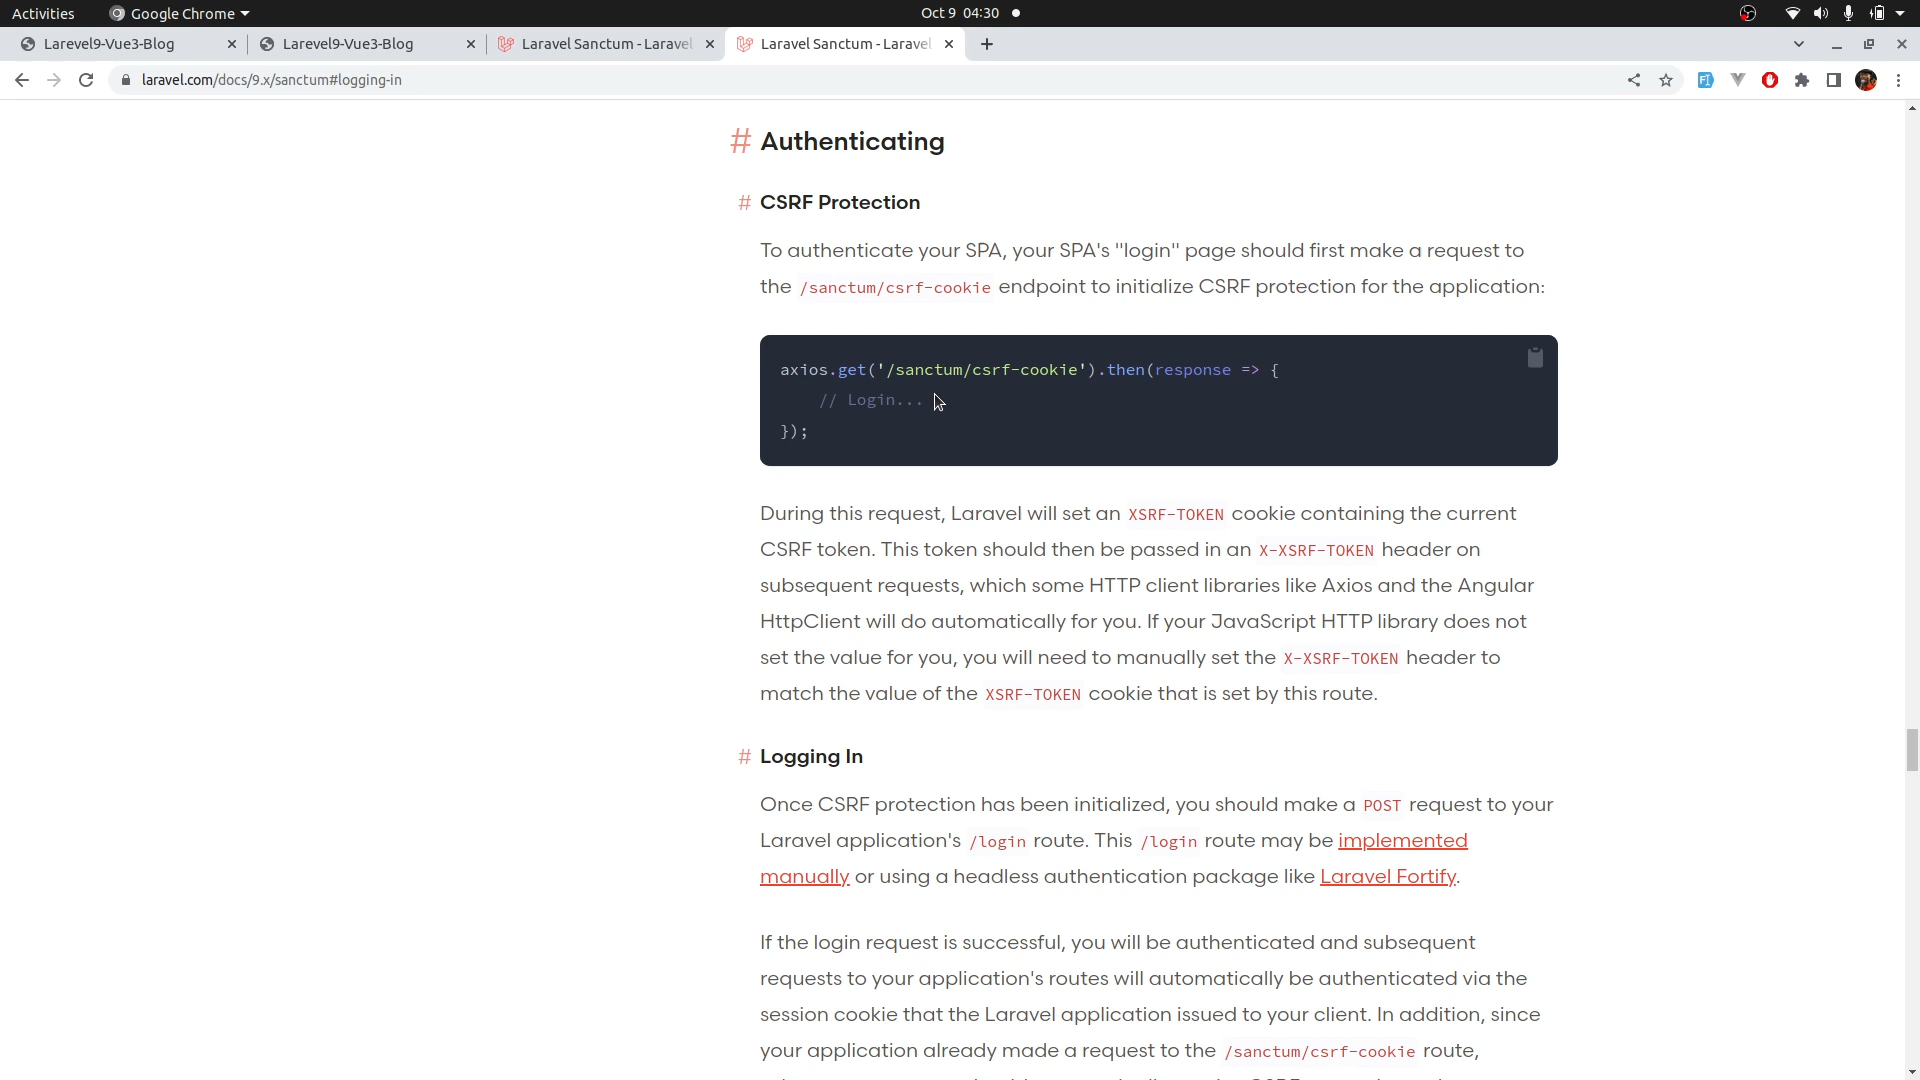 Activities
Google Chrome
Oct 9 04:30
Larevel9-Vue3-Blog
Larevel9-Vue3-Blog
Laravel Sanctum - Laravel
Laravel Sanctum - Laravel
laravel.com/docs/9.x/sanctum#logging-in
# Authenticating
# CSRF Protection
To authenticate your SPA, your SPA's "login" page should first make a request to
the /sanctum/csrf-cookie endpoint to initialize CSRF protection for the application:
axios.get('/sanctum/csrf-cookie').then(response => {
// Login...
});
During this request, Laravel will set an XSRF-TOKEN cookie containing the current
CSRF token. This token should then be passed in an X-XSRF-TOKEN header on
subsequent requests, which some HTTP client libraries like Axios and the Angular
HttpClient will do automatically for you. If your JavaScript HTTP library does not
set the value for you, you will need to manually set the X-XSRF-TOKEN header to
match the value of the XSRF-TOKEN cookie that is set by this route.
# Logging In
Once CSRF protection has been initialized, you should make a POST request to your
Laravel application's /login route. This /login route may be implemented
manually or using a headless authentication package like Laravel Fortify.
If the login request is successful, you will be authenticated and subsequent
requests to your application's routes will automatically be authenticated via the
session cookie that the Laravel application issued to your client. In addition, since
your application already made a request to the /sanctum/csrf-cookie route,